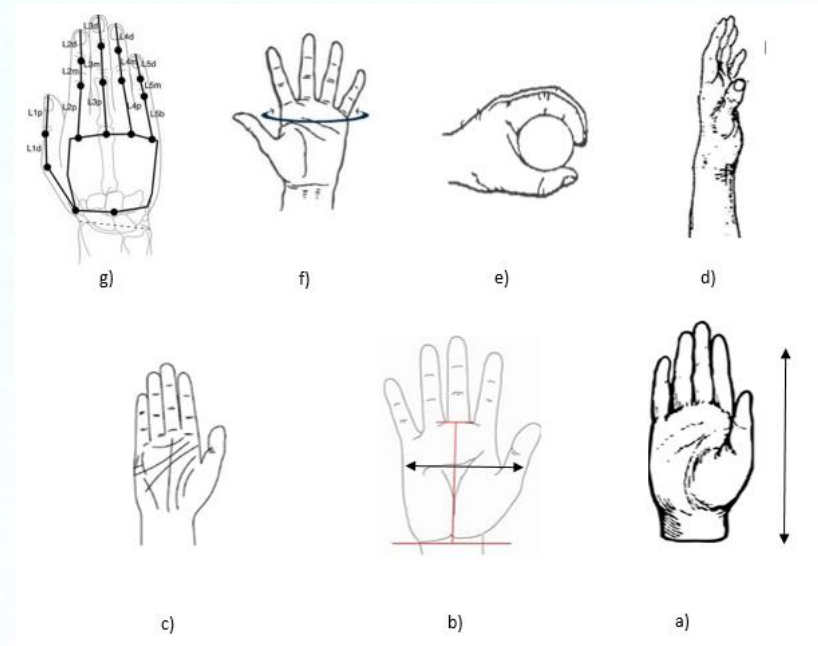 L3d
L2d
L4d
L2m
L3m
L4m
L5d
L5m
L1p
L2p
L3p
L4p
L5b
L1d
g)
f)
e)
d)
c)
b)
a)